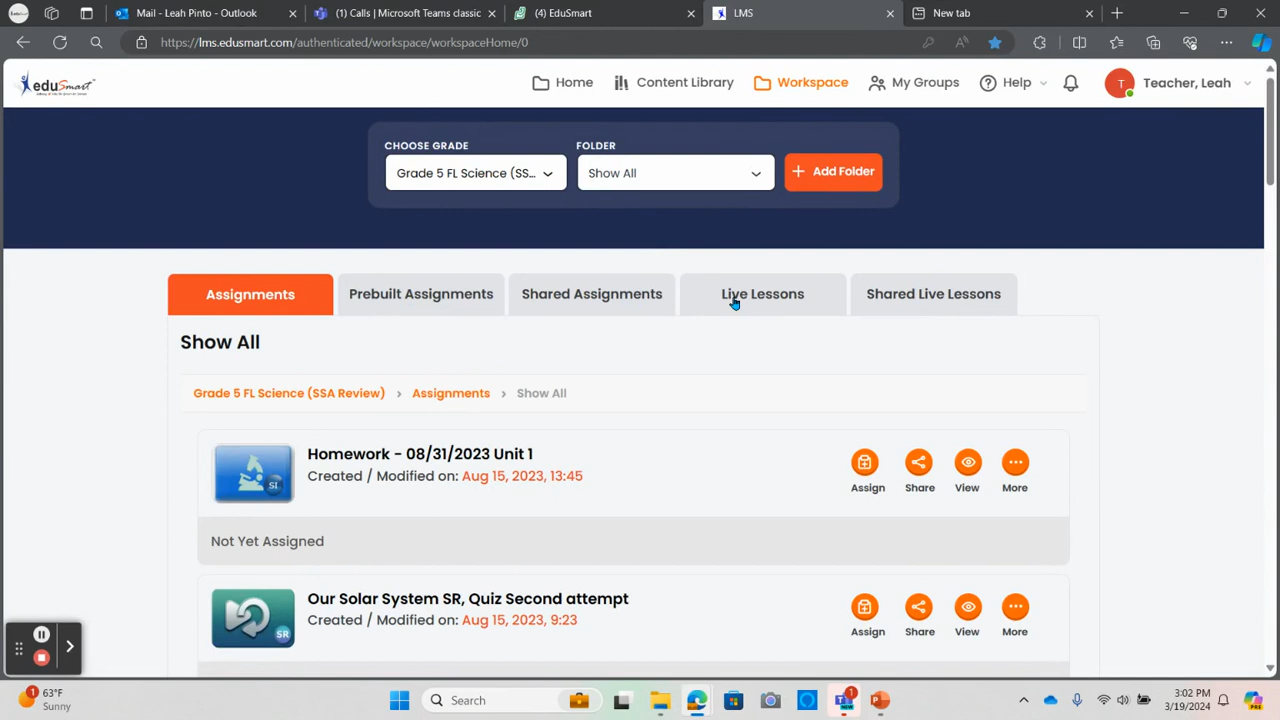 Mail - Leah Pinto - Outlook
(1) Calls | Microsoft Teams classic
(4) EduSmart
LMS
New tab
https://lms.edusmart.com/authenticated/workspace/workspaceHome/0
eduSmart
Home
Content Library
Workspace
My Groups
Help
T
Teacher, Leah
CHOOSE GRADE
FOLDER
Grade 5 FL Science (SS...
Show All
+ Add Folder
Assignments
Prebuilt Assignments
Shared Assignments
Live Lessons
Shared Live Lessons
Show All
Grade 5 FL Science (SSA Review) > Assignments > Show All
SI
Homework - 08/31/2023 Unit 1
Created / Modified on: Aug 15, 2023, 13:45
Assign
Share
View
More
Not Yet Assigned
SR
Our Solar System SR, Quiz Second attempt
Created / Modified on: Aug 15, 2023, 9:23
Assign
Share
View
More
1
63°F
Sunny
Search
1
NEW
3:02 PM
3/19/2024
PRE